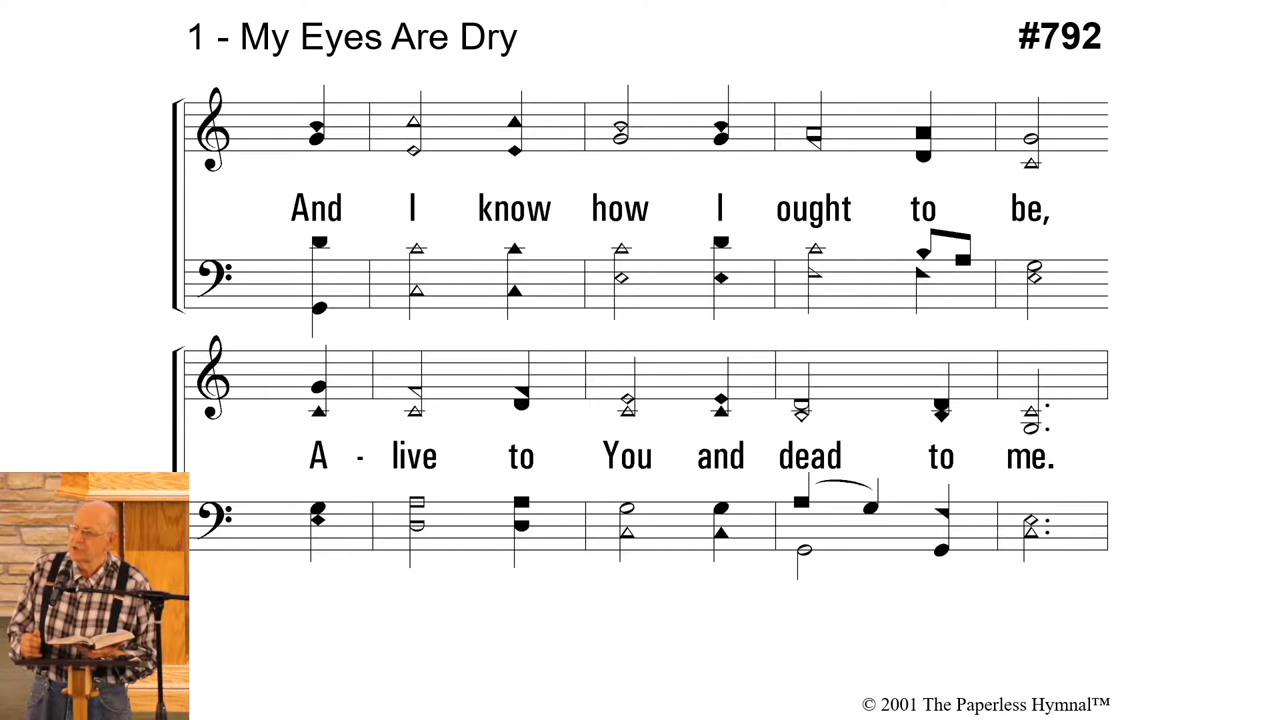 1 - My Eyes Are Dry #792
And I know how I ought to be,
A - live to You and dead to me.
© 2001 The Paperless Hymnal™